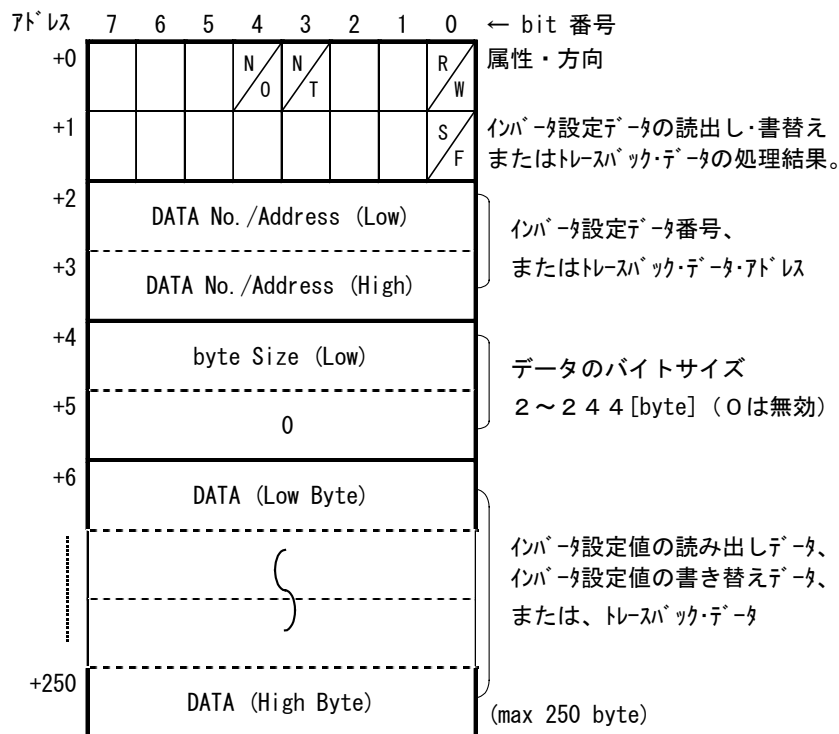 ｱﾄﾞﾚｽ 7 6 5 4 3 2 1 0 ← bit 番号
+0 N/O N/T R/W 属性・方向
+1 S/F ｲﾝﾊﾞｰﾀ設定ﾃﾞｰﾀの読出し･書替え
またはﾄﾚｰｽﾊﾞｯｸ･ﾃﾞｰﾀの処理結果。
+2 DATA No./Address (Low)
ｲﾝﾊﾞｰﾀ設定ﾃﾞｰﾀ番号、
+3 DATA No./Address (High)
またはﾄﾚｰｽﾊﾞｯｸ･ﾃﾞｰﾀ･ｱﾄﾞﾚｽ
+4 byte Size (Low)
データのバイトサイズ
+5 0
２～２４４[byte] （０は無効）
+6 DATA (Low Byte)
ｲﾝﾊﾞｰﾀ設定値の読み出しﾃﾞｰﾀ、
ｲﾝﾊﾞｰﾀ設定値の書き替えﾃﾞｰﾀ、
または、ﾄﾚｰｽﾊﾞｯｸ･ﾃﾞｰﾀ
+250 DATA (High Byte)
(max 250 byte)